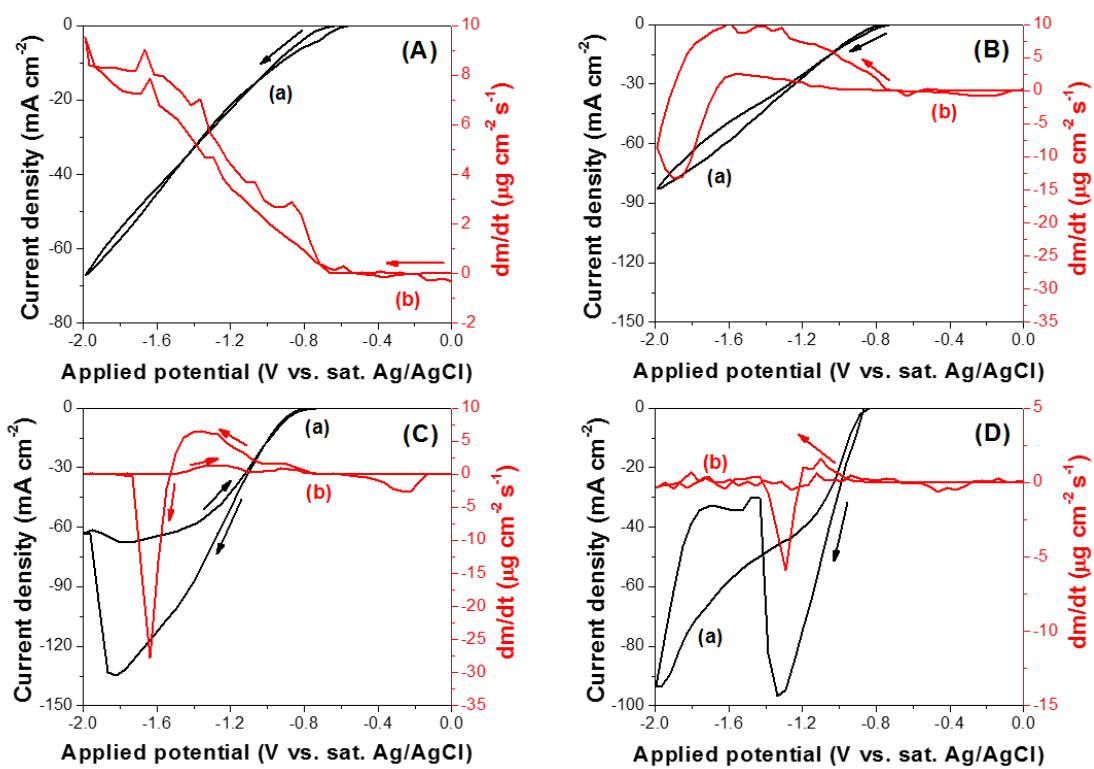 0
-20
-40
-60
-80
10
8
6
4
2
0
-2
-2.0 -1.6 -1.2 -0.8 -0.4 0.0
Current density (mA cm-2)
dm/dt (μg cm-2 s-1)
Applied potential (V vs. sat. Ag/AgCl)
(A)
(a)
(b)
0
-30
-60
-90
-120
-150
10
5
0
-5
-10
-15
-20
-25
-30
-35
-2.0 -1.6 -1.2 -0.8 -0.4 0.0
Current density (mA cm-2)
dm/dt (μg cm-2 s-1)
Applied potential (V vs. sat. Ag/AgCl)
(B)
(b)
(a)
0
-30
-60
-90
-120
-150
10
5
0
-5
-10
-15
-20
-25
-30
-35
-2.0 -1.6 -1.2 -0.8 -0.4 0.0
Current density (mA cm-2)
dm/dt (μg cm-2 s-1)
Applied potential (V vs. sat. Ag/AgCl)
(C)
(a)
(b)
0
-20
-40
-60
-80
-100
5
0
-5
-10
-15
-2.0 -1.6 -1.2 -0.8 -0.4 0.0
Current density (mA cm-2)
dm/dt (μg cm-2 s-1)
Applied potential (V vs. sat. Ag/AgCl)
(D)
(b)
(a)